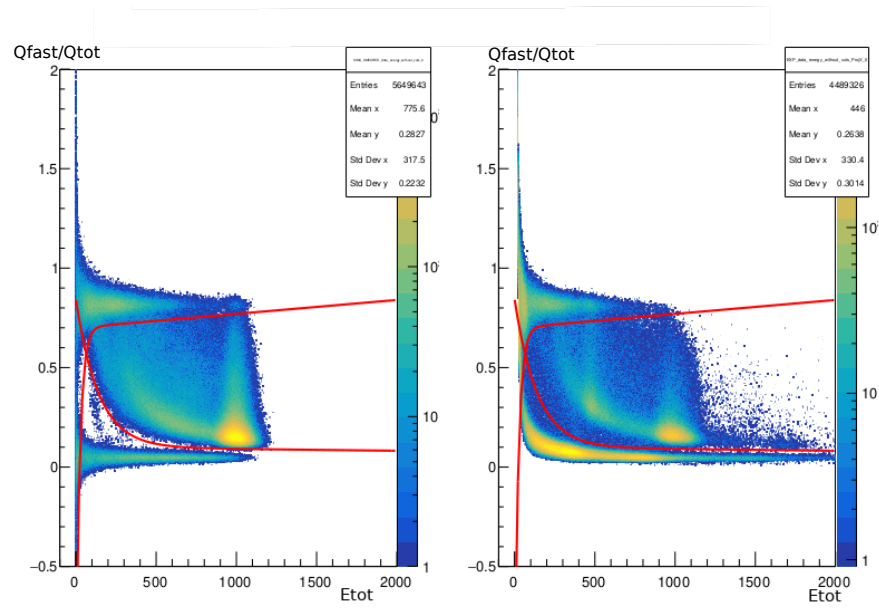 Qfast/Qtot
Entries 5649643
Mean x 775.6
Mean y 0.2827
Std Dev x 317.5
Std Dev y 0.2232
2
1.5
1
0.5
0
−0.5
0 500 1000 1500 2000
Etot
10
1
Qfast/Qtot
Entries 4489326
Mean x 446
Mean y 0.2638
Std Dev x 330.4
Std Dev y 0.3014
2
1.5
1
0.5
0
−0.5
0 500 1000 1500 2000
Etot
10
1